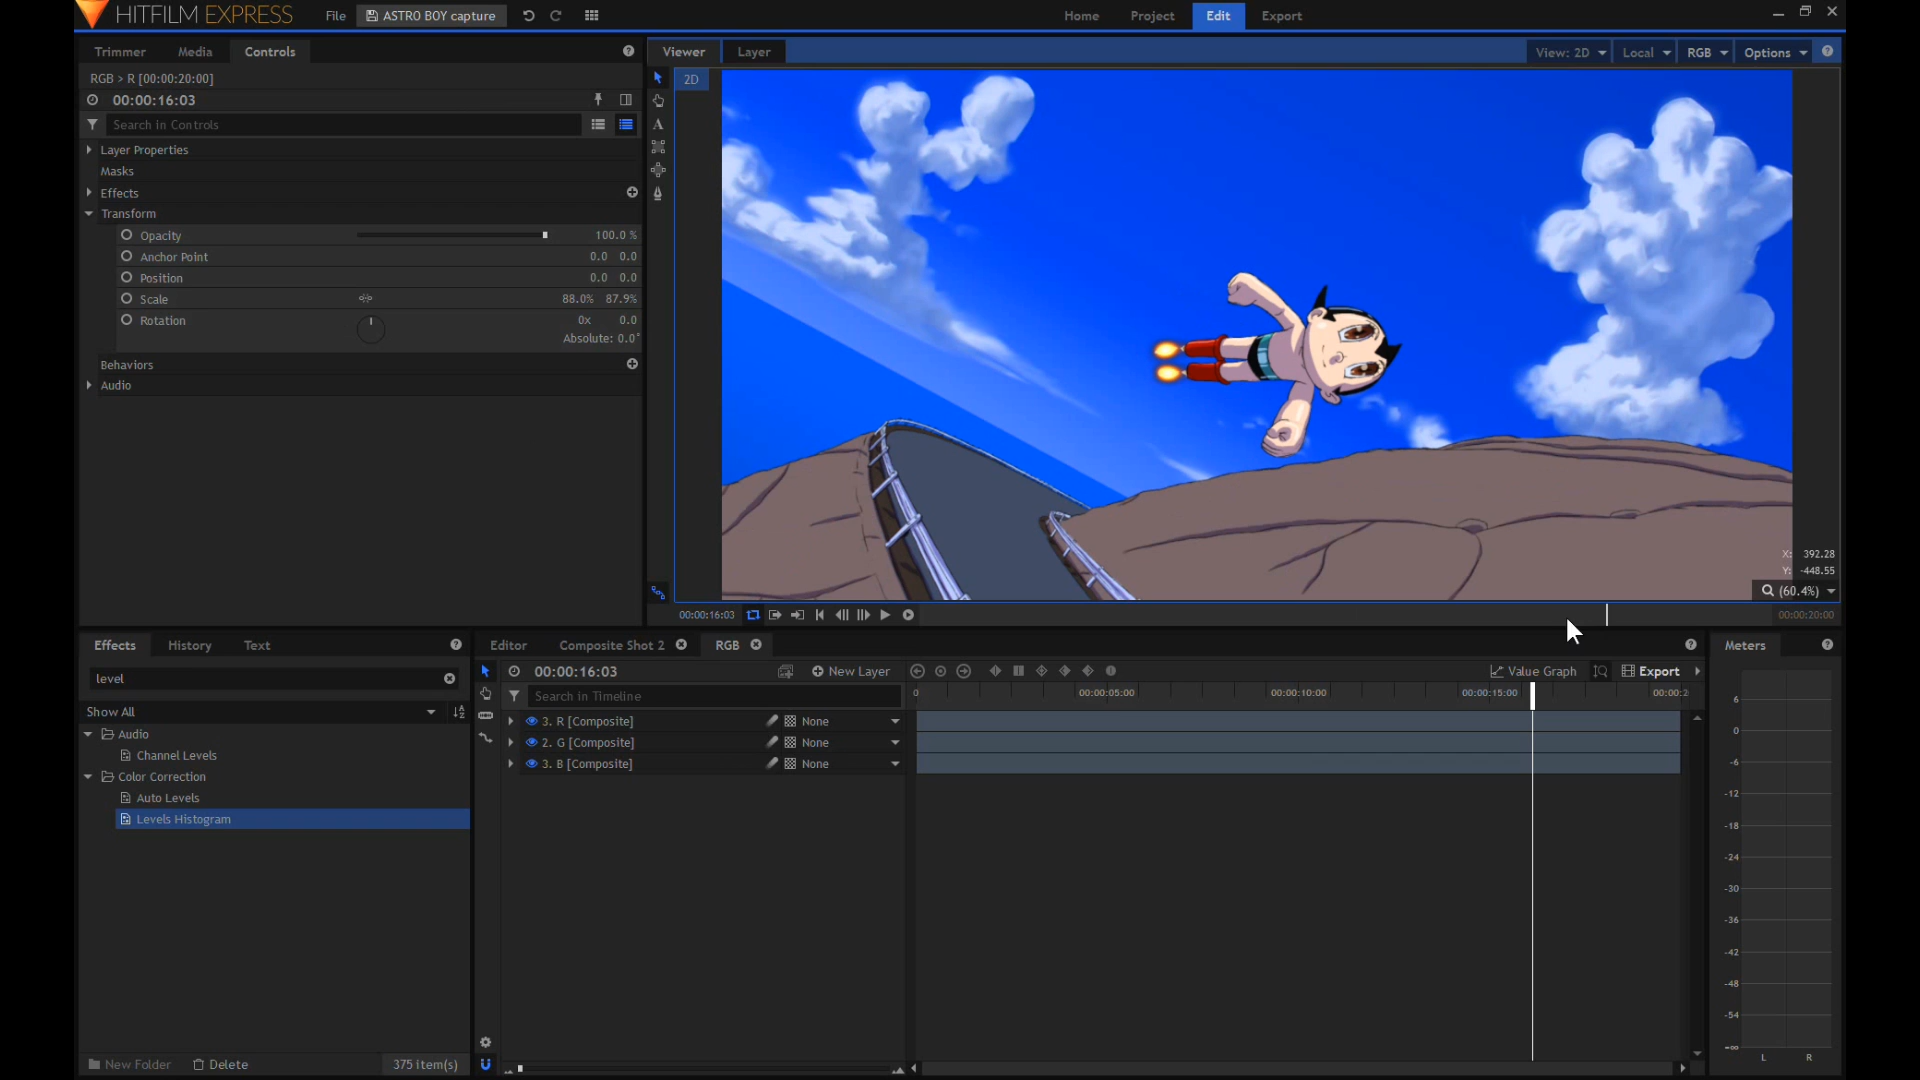 HITFILM EXPRESS File ASTRO BOY capture Home Project Edit Export
Trimmer Media Controls
RGB > R [00:00:20:00]
00:00:16:03
Search in Controls
Layer Properties
Masks
Effects
Transform
Opacity 100.0 %
Anchor Point 0.0 0.0
Position 0.0 0.0
Scale 88.0% 87.9%
Rotation 0x 0.0
Absolute: 0.0°
Behaviors
Audio
Viewer Layer View: 2D Local RGB Options
2D
X: 392.28
Y: -448.55
(60.4%)
00:00:16:03 00:00:20:00
Effects History Text
level
Show All
Audio
Channel Levels
Color Correction
Auto Levels
Levels Histogram
New Folder Delete 375 item(s)
Editor Composite Shot 2 RGB
00:00:16:03 New Layer Value Graph Export
Search in Timeline
0 00:00:05:00 00:00:10:00 00:00:15:00 00:00:2
3. R [Composite] None
2. G [Composite] None
3. B [Composite] None
Meters
6
0
-6
-12
-18
-24
-30
-36
-42
-48
-54
-∞
L R